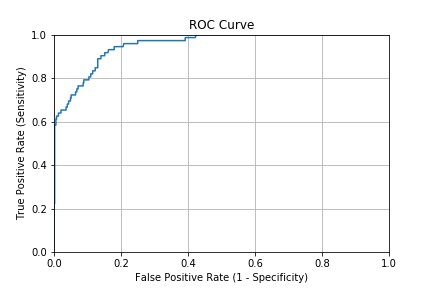 ROC Curve
True Positive Rate (Sensitivity)
1.0
0.8
0.6
0.4
0.2
0.0
0.0 0.2 0.4 0.6 0.8 1.0
False Positive Rate (1 - Specificity)